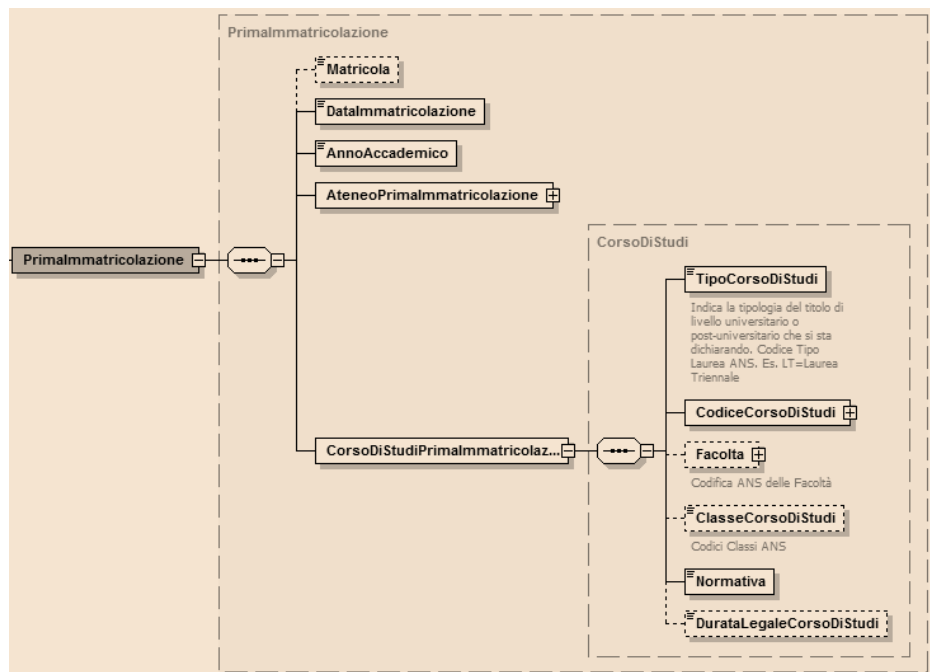 PrimaImmatricolazione
Matricola
DataImmatricolazione
AnnoAccademico
AteneoPrimaImmatricolazione
PrimaImmatricolazione
CorsoDiStudiPrimaImmatricolaz...
CorsoDiStudi
TipoCorsoDiStudi
Indica la tipologia del titolo di
livello universitario o
post-universitario che si sta
dichiarando. Codice Tipo
Laurea ANS. Es. LT=Laurea
Triennale
CodiceCorsoDiStudi
Facolta
Codifica ANS delle Facoltà
ClasseCorsoDiStudi
Codici Classi ANS
Normativa
DurataLegaleCorsoDiStudi